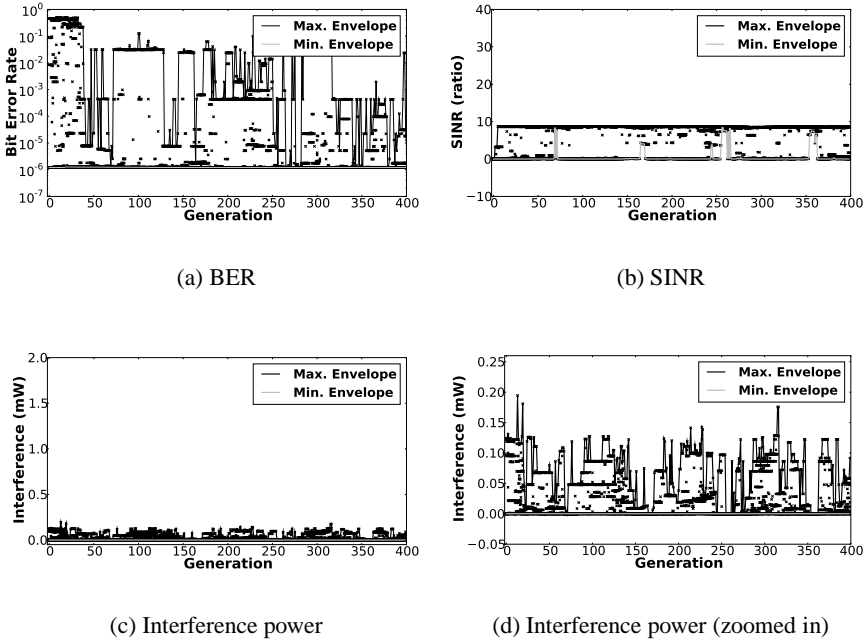 10^0
10^-1
10^-2
10^-3
10^-4
10^-5
10^-6
10^-7
Bit Error Rate
0 50 100 150 200 250 300 350 400
Generation
Max. Envelope
Min. Envelope
(a) BER
40
30
20
10
0
−10
SINR (ratio)
0 50 100 150 200 250 300 350 400
Generation
Max. Envelope
Min. Envelope
(b) SINR
2.0
1.5
1.0
0.5
0.0
Interference (mW)
0 50 100 150 200 250 300 350 400
Generation
Max. Envelope
Min. Envelope
(c) Interference power
0.25
0.20
0.15
0.10
0.05
0.00
−0.05
Interference (mW)
0 50 100 150 200 250 300 350 400
Generation
Max. Envelope
Min. Envelope
(d) Interference power (zoomed in)